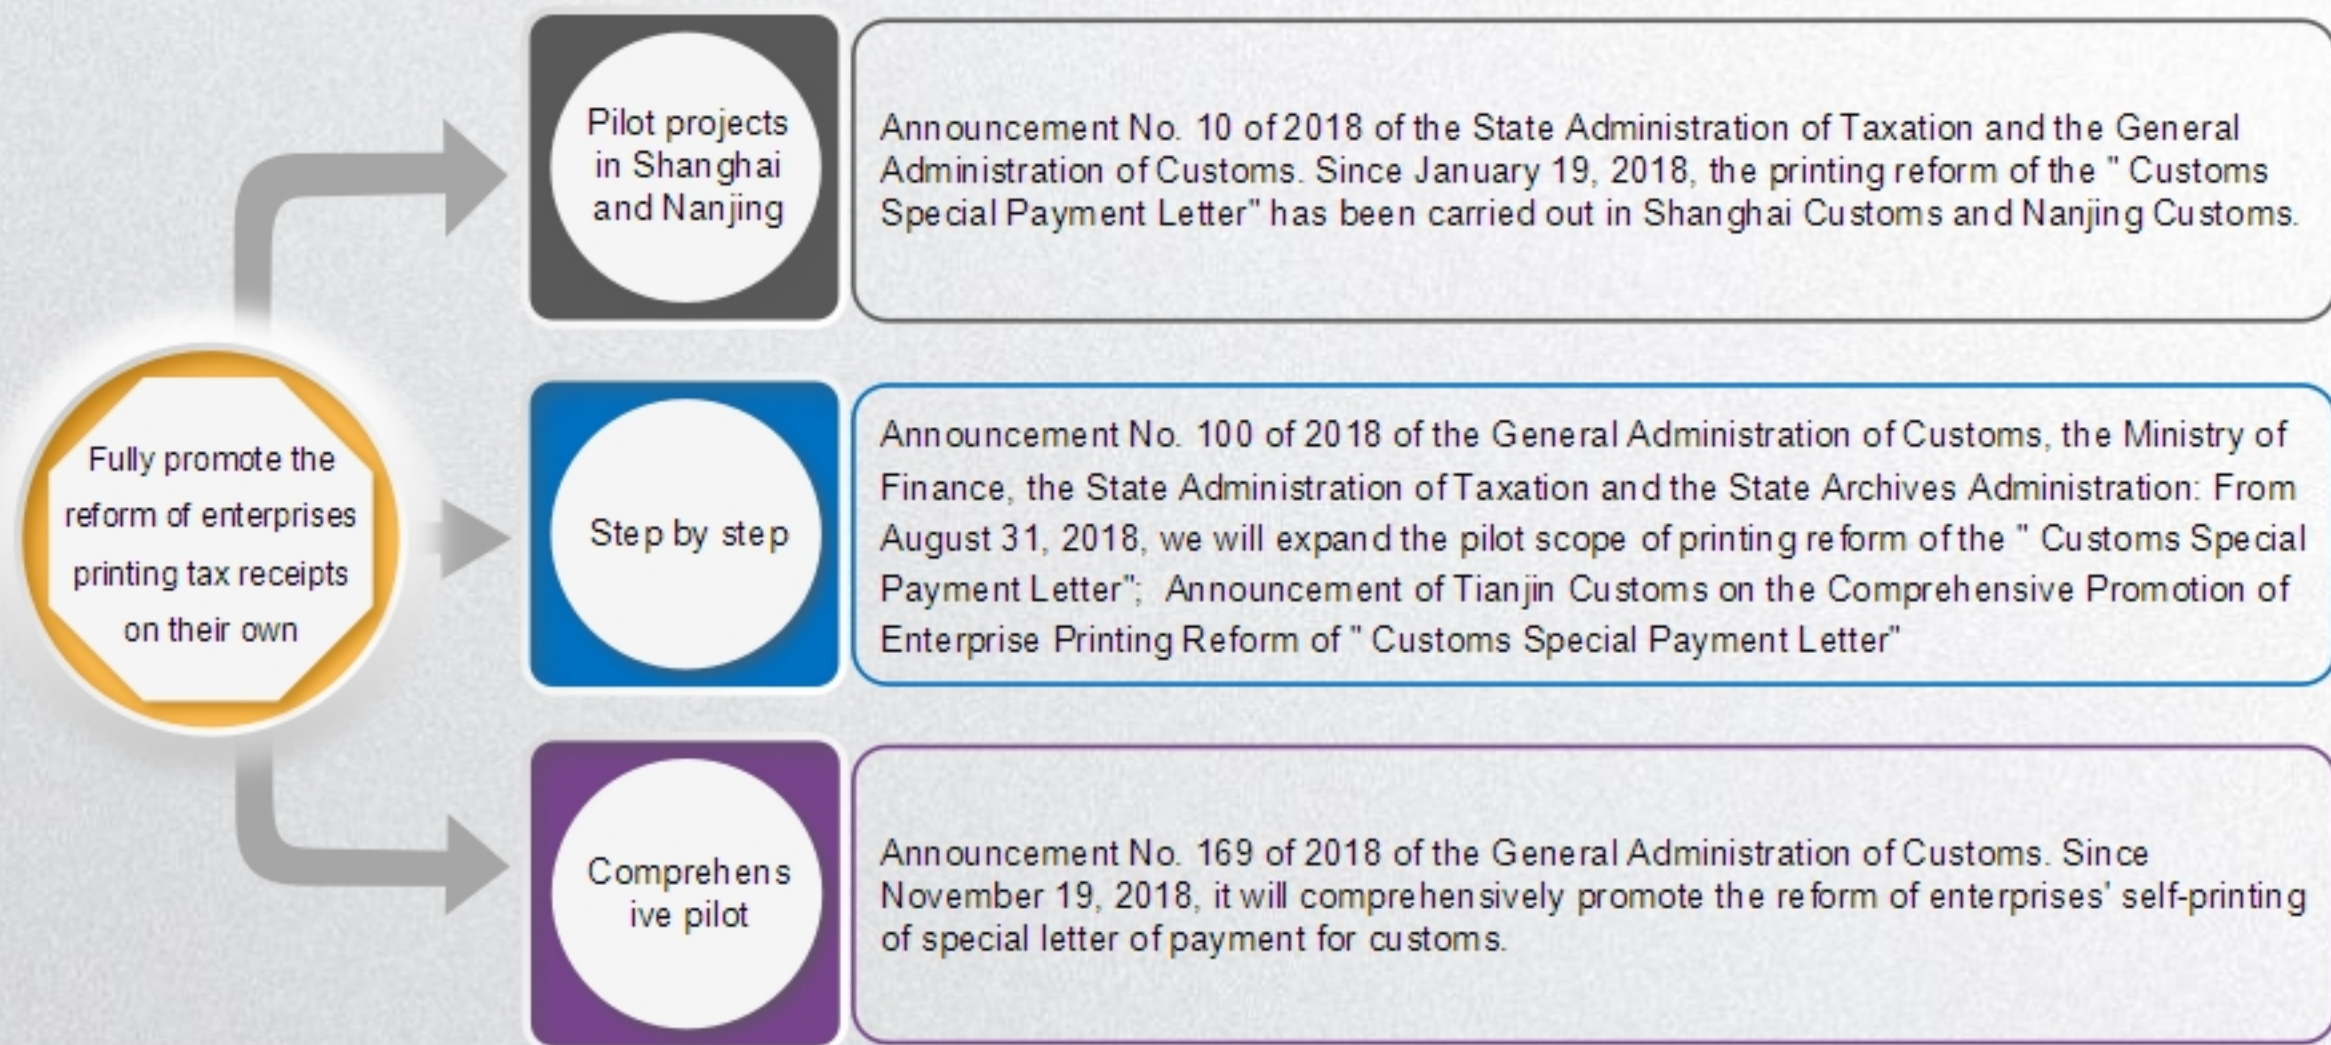 Fully promote the
reform of enterprises
printing tax receipts
on their own
Pilot projects
in Shanghai
and Nanjing
Announcement No. 10 of 2018 of the State Administration of Taxation and the General
Administration of Customs. Since January 19, 2018, the printing reform of the " Customs
Special Payment Letter" has been carried out in Shanghai Customs and Nanjing Customs.
Step by step
Announcement No. 100 of 2018 of the General Administration of Customs, the Ministry of
Finance, the State Administration of Taxation and the State Archives Administration: From
August 31, 2018, we will expand the pilot scope of printing reform of the " Customs Special
Payment Letter";  Announcement of Tianjin Customs on the Comprehensive Promotion of
Enterprise Printing Reform of " Customs Special Payment Letter"
Comprehens
ive pilot
Announcement No. 169 of 2018 of the General Administration of Customs. Since
November 19, 2018, it will comprehensively promote the reform of enterprises' self-printing
of special letter of payment for customs.